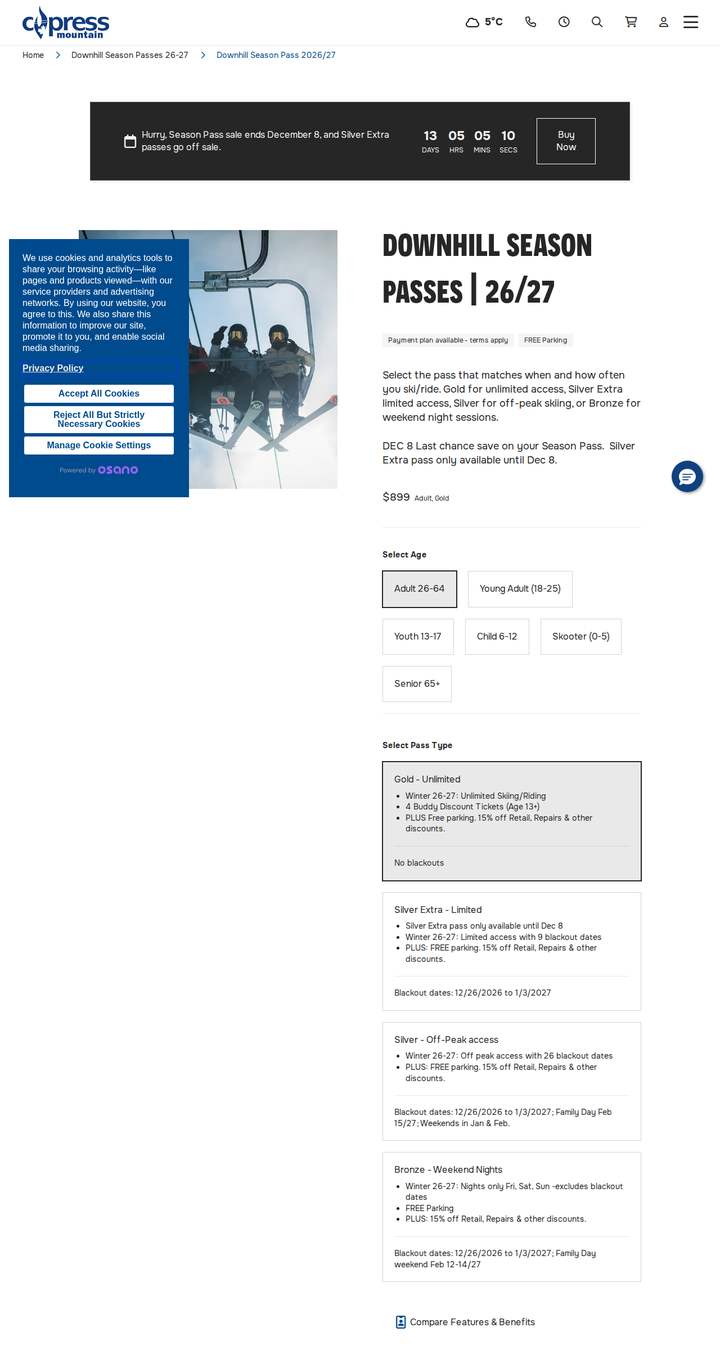 cypress
mountain
5°C
Home
Downhill Season Passes 26-27
Downhill Season Pass 2026/27
Hurry, Season Pass sale ends December 8, and Silver Extra
passes go off sale.
13 05 05 10
DAYS HRS MINS SECS
Buy
Now
We use cookies and analytics tools to
share your browsing activity—like
pages and products viewed—with our
service providers and advertising
networks. By using our website, you
agree to this. We also share this
information to improve our site,
promote it to you, and enable social
media sharing.
Privacy Policy
Accept All Cookies
Reject All But Strictly
Necessary Cookies
Manage Cookie Settings
Powered by osano
DOWNHILL SEASON
PASSES | 26/27
Payment plan available - terms apply
FREE Parking
Select the pass that matches when and how often
you ski/ride. Gold for unlimited access, Silver Extra
limited access, Silver for off-peak skiing, or Bronze for
weekend night sessions.
DEC 8 Last chance save on your Season Pass. Silver
Extra pass only available until Dec 8.
$899 Adult, Gold
Select Age
Adult 26-64
Young Adult (18-25)
Youth 13-17
Child 6-12
Skooter (0-5)
Senior 65+
Select Pass Type
Gold - Unlimited
• Winter 26-27: Unlimited Skiing/Riding
• 4 Buddy Discount Tickets (Age 13+)
• PLUS Free parking. 15% off Retail, Repairs & other
discounts.
No blackouts
Silver Extra - Limited
• Silver Extra pass only available until Dec 8
• Winter 26-27: Limited access with 9 blackout dates
• PLUS: FREE parking. 15% off Retail, Repairs & other
discounts.
Blackout dates: 12/26/2026 to 1/3/2027
Silver - Off-Peak access
• Winter 26-27: Off peak access with 26 blackout dates
• PLUS: FREE parking. 15% off Retail, Repairs & other
discounts.
Blackout dates: 12/26/2026 to 1/3/2027; Family Day Feb
15/27; Weekends in Jan & Feb.
Bronze - Weekend Nights
• Winter 26-27: Nights only Fri, Sat, Sun -excludes blackout
dates
• FREE Parking
• PLUS: 15% off Retail, Repairs & other discounts.
Blackout dates: 12/26/2026 to 1/3/2027; Family Day
weekend Feb 12-14/27
Compare Features & Benefits